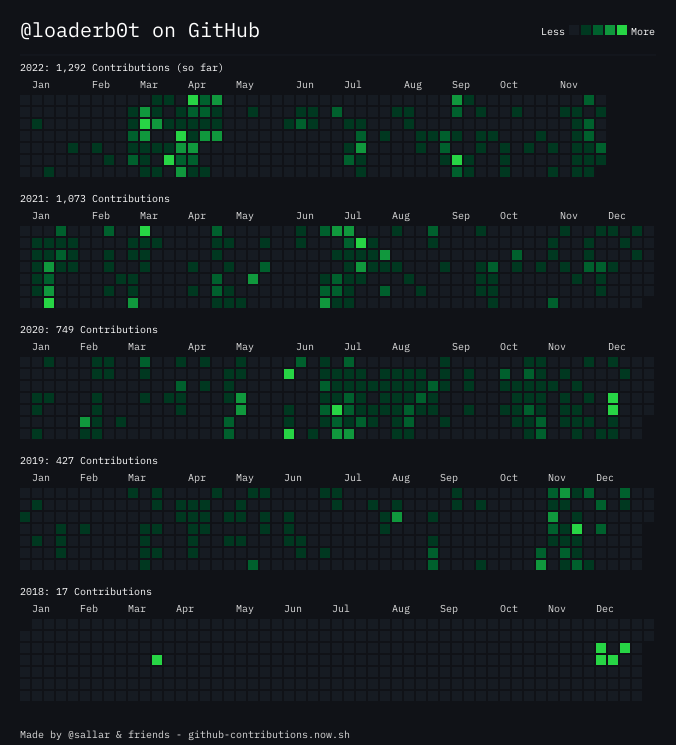 @loaderb0t on GitHub
Less More
2022: 1,292 Contributions (so far)
Jan Feb Mar Apr May Jun Jul Aug Sep Oct Nov
2021: 1,073 Contributions
Jan Feb Mar Apr May Jun Jul Aug Sep Oct Nov Dec
2020: 749 Contributions
Jan Feb Mar Apr May Jun Jul Aug Sep Oct Nov Dec
2019: 427 Contributions
Jan Feb Mar Apr May Jun Jul Aug Sep Oct Nov Dec
2018: 17 Contributions
Jan Feb Mar Apr May Jun Jul Aug Sep Oct Nov Dec
Made by @sallar & friends - github-contributions.now.sh